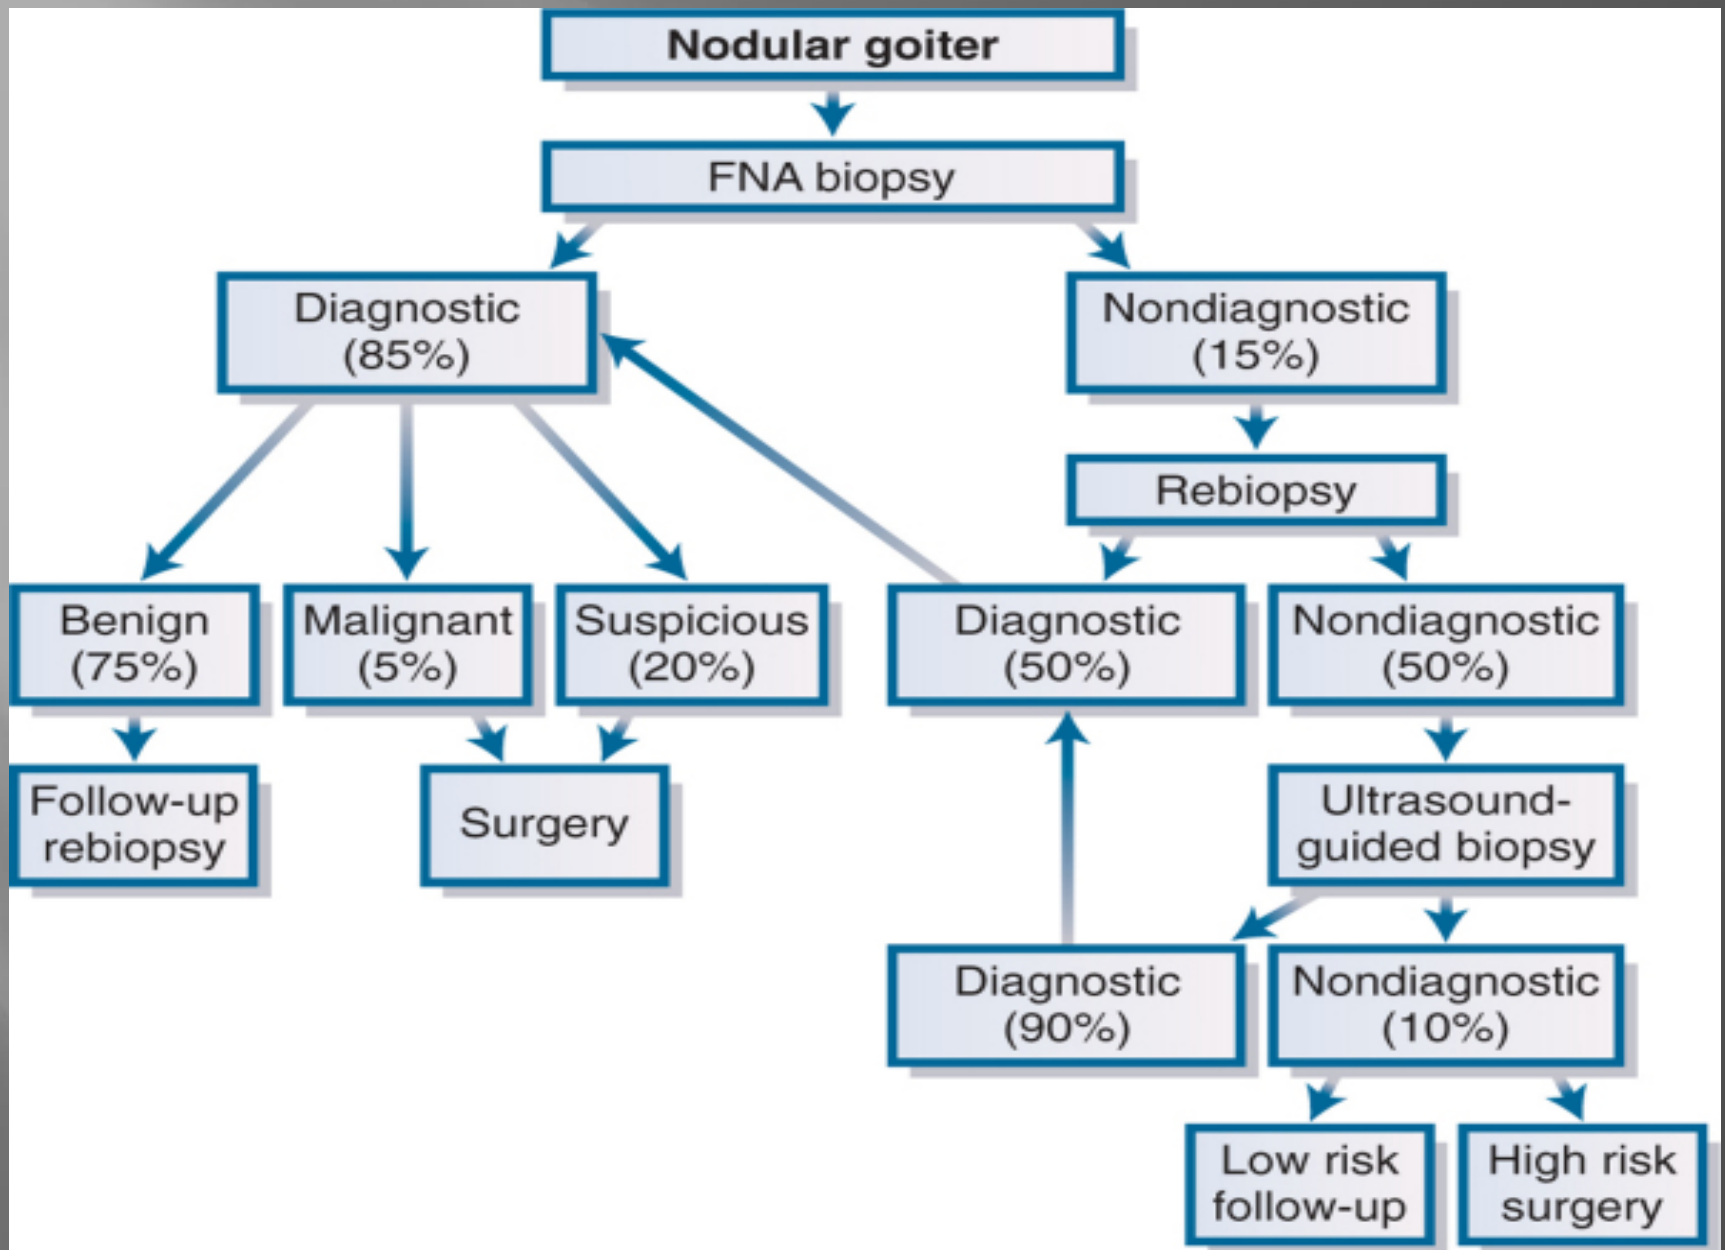 Nodular goiter
FNA biopsy
Diagnostic
(85%)
Nondiagnostic
(15%)
Rebiopsy
Benign
(75%)
Malignant
(5%)
Suspicious
(20%)
Diagnostic
(50%)
Nondiagnostic
(50%)
Follow-up
rebiopsy
Surgery
Ultrasound-
guided biopsy
Diagnostic
(90%)
Nondiagnostic
(10%)
Low risk
follow-up
High risk
surgery